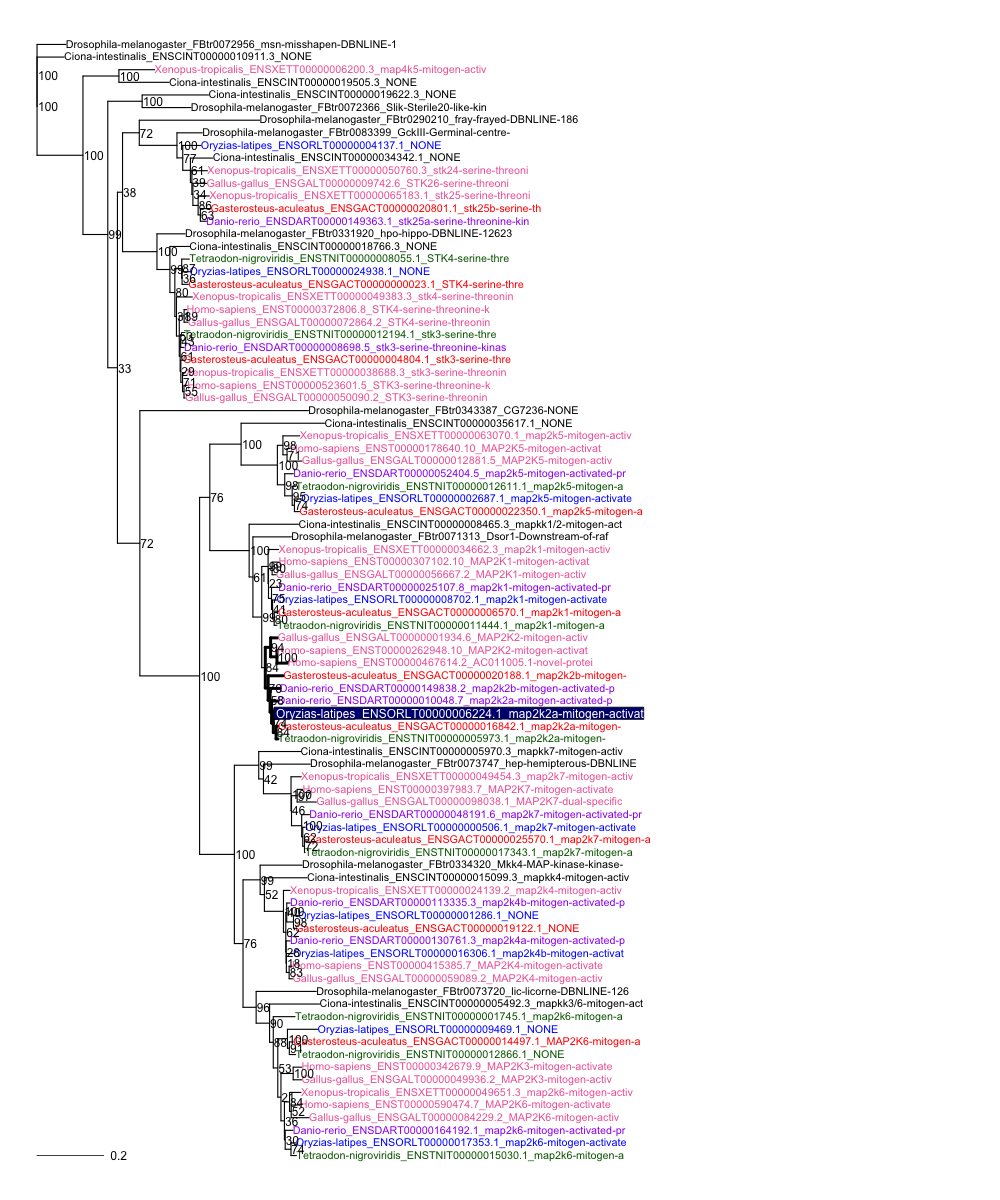 Drosophila-melanogaster_FBtr0072956_msn-misshapen-DBNLINE-1
Ciona-intestinalis_ENSCINT00000010911.3_NONE
100
Xenopus-tropicalis_ENSXETT00000006200.3_map4k5-mitogen-activ
100
Ciona-intestinalis_ENSCINT00000019505.3_NONE
Ciona-intestinalis_ENSCINT00000019622.3_NONE
100
100
Drosophila-melanogaster_FBtr0072366_Slik-Sterile20-like-kin
Drosophila-melanogaster_FBtr0290210_fray-frayed-DBNLINE-186
72
Drosophila-melanogaster_FBtr0083399_GckIII-Germinal-centre-
100
Oryzias-latipes_ENSORLT00000004137.1_NONE
100
77
Ciona-intestinalis_ENSCINT00000034342.1_NONE
61
Xenopus-tropicalis_ENSXETT00000050760.3_stk24-serine-threoni
39
Gallus-gallus_ENSGALT00000009742.6_STK26-serine-threoni
38
34
Xenopus-tropicalis_ENSXETT00000065183.1_stk25-serine-threoni
86
Gasterosteus-aculeatus_ENSGACT00000020801.1_stk25b-serine-th
63
Danio-rerio_ENSDART00000149363.1_stk25a-serine-threonine-kin
99
Drosophila-melanogaster_FBtr0331920_hpo-hippo-DBNLINE-12623
100
Ciona-intestinalis_ENSCINT00000018766.3_NONE
Tetraodon-nigroviridis_ENSTNIT00000008055.1_STK4-serine-thre
99
87
Oryzias-latipes_ENSORLT00000024938.1_NONE
36
Gasterosteus-aculeatus_ENSGACT00000000023.1_STK4-serine-thre
80
Xenopus-tropicalis_ENSXETT00000049383.3_stk4-serine-threonin
Homo-sapiens_ENST00000372806.8_STK4-serine-threonine-k
89
Gallus-gallus_ENSGALT00000072864.2_STK4-serine-threonin
Tetraodon-nigroviridis_ENSTNIT00000012194.1_stk3-serine-thre
Danio-rerio_ENSDART00000008698.5_stk3-serine-threonine-kinas
61
Gasterosteus-aculeatus_ENSGACT00000004804.1_stk3-serine-thre
33
29
Xenopus-tropicalis_ENSXETT00000038688.3_stk3-serine-threonin
71
Homo-sapiens_ENST00000523601.5_STK3-serine-threonine-k
55
Gallus-gallus_ENSGALT00000050090.2_STK3-serine-threonin
Drosophila-melanogaster_FBtr0343387_CG7236-NONE
Ciona-intestinalis_ENSCINT00000035617.1_NONE
Xenopus-tropicalis_ENSXETT00000063070.1_map2k5-mitogen-activ
100
98
Homo-sapiens_ENST00000178640.10_MAP2K5-mitogen-activat
71
Gallus-gallus_ENSGALT00000012881.5_MAP2K5-mitogen-activ
100
Danio-rerio_ENSDART00000052404.5_map2k5-mitogen-activated-pr
98
Tetraodon-nigroviridis_ENSTNIT00000012611.1_map2k5-mitogen-a
76
95
Oryzias-latipes_ENSORLT00000002687.1_map2k5-mitogen-activate
74
Gasterosteus-aculeatus_ENSGACT00000022350.1_map2k5-mitogen-a
Ciona-intestinalis_ENSCINT00000008465.3_mapkk1/2-mitogen-act
72
Drosophila-melanogaster_FBtr0071313_Dsor1-Downstream-of-raf
100
Xenopus-tropicalis_ENSXETT00000034662.3_map2k1-mitogen-activ
Homo-sapiens_ENST00000307102.10_MAP2K1-mitogen-activat
61
Gallus-gallus_ENSGALT00000056667.2_MAP2K1-mitogen-activ
23
Danio-rerio_ENSDART00000025107.8_map2k1-mitogen-activated-pr
75
Oryzias-latipes_ENSORLT00000008702.1_map2k1-mitogen-activate
41
Gasterosteus-aculeatus_ENSGACT00000006570.1_map2k1-mitogen-a
99
80
Tetraodon-nigroviridis_ENSTNIT00000011444.1_map2k1-mitogen-a
Gallus-gallus_ENSGALT00000001934.6_MAP2K2-mitogen-activ
94
Homo-sapiens_ENST00000262948.10_MAP2K2-mitogen-activat
100
Homo-sapiens_ENST00000467614.2_AC011005.1-novel-protei
84
100
Gasterosteus-aculeatus_ENSGACT00000020188.1_map2k2b-mitogen-
Danio-rerio_ENSDART00000149838.2_map2k2b-mitogen-activated-p
Danio-rerio_ENSDART00000010048.7_map2k2a-mitogen-activated-p
Oryzias-latipes_ENSORLT00000006224.1_map2k2a-mitogen-activat
Gasterosteus-aculeatus_ENSGACT00000016842.1_map2k2a-mitogen-
84
Tetraodon-nigroviridis_ENSTNIT00000005973.1_map2k2a-mitogen-
Ciona-intestinalis_ENSCINT00000005970.3_mapkk7-mitogen-activ
99
Drosophila-melanogaster_FBtr0073747_hep-hemipterous-DBNLINE
42
Xenopus-tropicalis_ENSXETT00000049454.3_map2k7-mitogen-activ
Homo-sapiens_ENST00000397983.7_MAP2K7-mitogen-activate
Gallus-gallus_ENSGALT00000098038.1_MAP2K7-dual-specific
46
Danio-rerio_ENSDART00000048191.6_map2k7-mitogen-activated-pr
100
Oryzias-latipes_ENSORLT00000000506.1_map2k7-mitogen-activate
62
Gasterosteus-aculeatus_ENSGACT00000025570.1_map2k7-mitogen-a
72
Tetraodon-nigroviridis_ENSTNIT00000017343.1_map2k7-mitogen-a
100
Drosophila-melanogaster_FBtr0334320_Mkk4-MAP-kinase-kinase-
99
Ciona-intestinalis_ENSCINT00000015099.3_mapkk4-mitogen-activ
52
Xenopus-tropicalis_ENSXETT00000024139.2_map2k4-mitogen-activ
Danio-rerio_ENSDART00000113335.3_map2k4b-mitogen-activated-p
Oryzias-latipes_ENSORLT00000001286.1_NONE
98
Gasterosteus-aculeatus_ENSGACT00000019122.1_NONE
62
Danio-rerio_ENSDART00000130761.3_map2k4a-mitogen-activated-p
76
28
Oryzias-latipes_ENSORLT00000016306.1_map2k4b-mitogen-activat
18
Homo-sapiens_ENST00000415385.7_MAP2K4-mitogen-activate
83
Gallus-gallus_ENSGALT00000059089.2_MAP2K4-mitogen-activ
Drosophila-melanogaster_FBtr0073720_lic-licorne-DBNLINE-126
96
Ciona-intestinalis_ENSCINT00000005492.3_mapkk3/6-mitogen-act
90
Tetraodon-nigroviridis_ENSTNIT00000001745.1_map2k6-mitogen-a
Oryzias-latipes_ENSORLT00000009469.1_NONE
88
100
Gasterosteus-aculeatus_ENSGACT00000014497.1_MAP2K6-mitogen-a
91
Tetraodon-nigroviridis_ENSTNIT00000012866.1_NONE
53
Homo-sapiens_ENST00000342679.9_MAP2K3-mitogen-activate
100
Gallus-gallus_ENSGALT00000049936.2_MAP2K3-mitogen-activ
Xenopus-tropicalis_ENSXETT00000049651.3_map2k6-mitogen-activ
84
Homo-sapiens_ENST00000590474.7_MAP2K6-mitogen-activate
52
Gallus-gallus_ENSGALT00000084229.2_MAP2K6-mitogen-activ
36
Danio-rerio_ENSDART00000164192.1_map2k6-mitogen-activated-pr
30
Oryzias-latipes_ENSORLT00000017353.1_map2k6-mitogen-activate
74
Tetraodon-nigroviridis_ENSTNIT00000015030.1_map2k6-mitogen-a
0.2